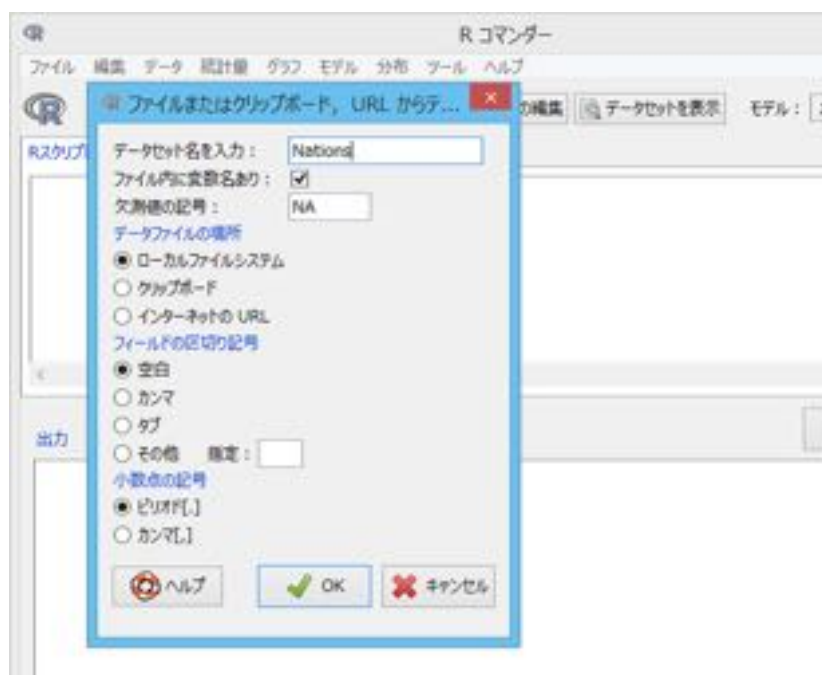 R コマンダー
ファイル 編集 データ 統計量 グラフ モデル 分布 ツール ヘルプ
ファイルまたはクリップボード, URL からテ...
の編集 データセットを表示 モデル:
Rスクリプ
データセット名を入力: Nations
ファイル内に変数名あり:
欠測値の記号: NA
データファイルの場所
ローカルファイルシステム
クリップボード
インターネットの URL
フィールドの区切り記号
空白
カンマ
タブ
その他 指定:
小数点の記号
ピリオド[.]
カンマ[,]
出力
ヘルプ OK キャンセル